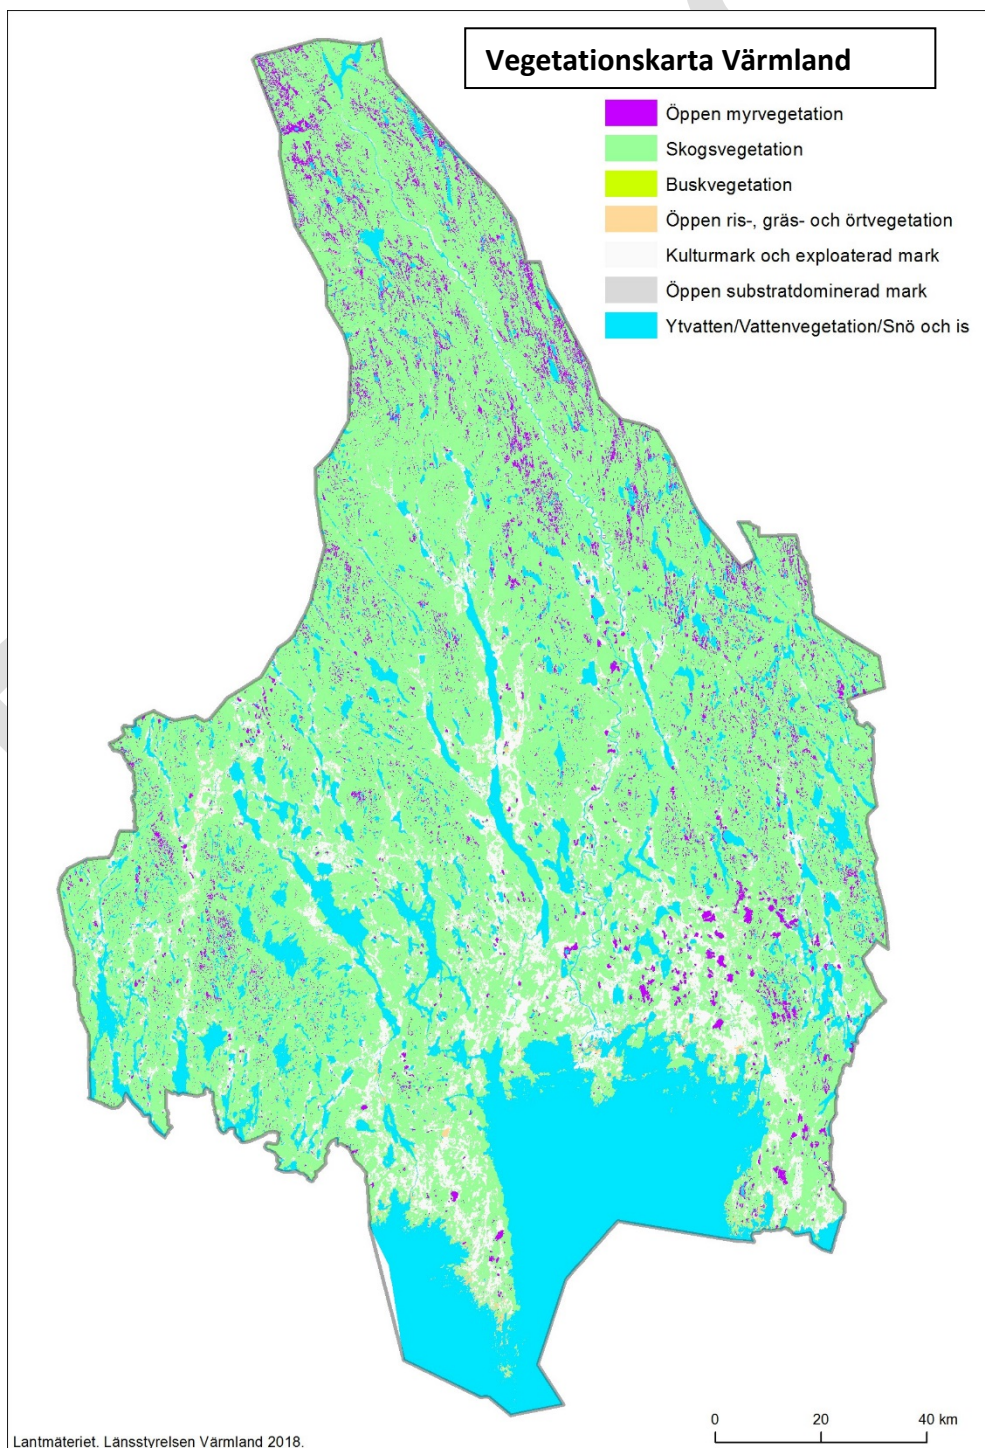 Vegetationskarta Värmland
Öppen myrvegetation
Skogsvegetation
Buskvegetation
Öppen ris-, gräs- och örtvegetation
Kulturmark och exploaterad mark
Öppen substratdominerad mark
Ytvatten/Vattenvegetation/Snö och is
0 20 40 km
Lantmäteriet. Länsstyrelsen Värmland 2018.